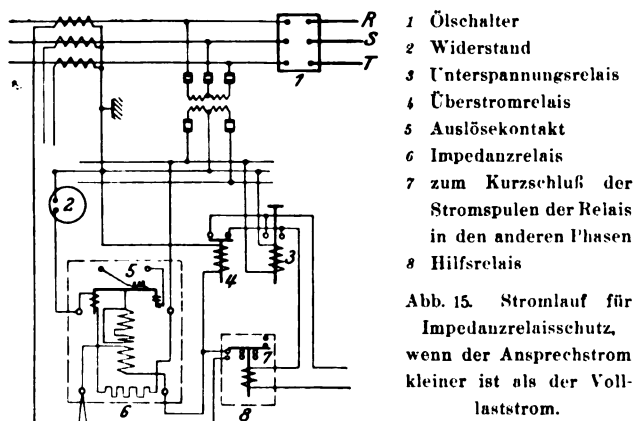 R
S
T
1
2
3
4
5
6
7
8
1 Ölschalter
2 Widerstand
3 Unterspannungsrelais
4 Überstromrelais
5 Auslösekontakt
6 Impedanzrelais
7 zum Kurzschluß der
Stromspulen der Relais
in den anderen Phasen
8 Hilfsrelais
Abb. 15. Stromlauf für
Impedanzrelaisschutz,
wenn der Ansprechstrom
kleiner ist als der Voll-
laststrom.